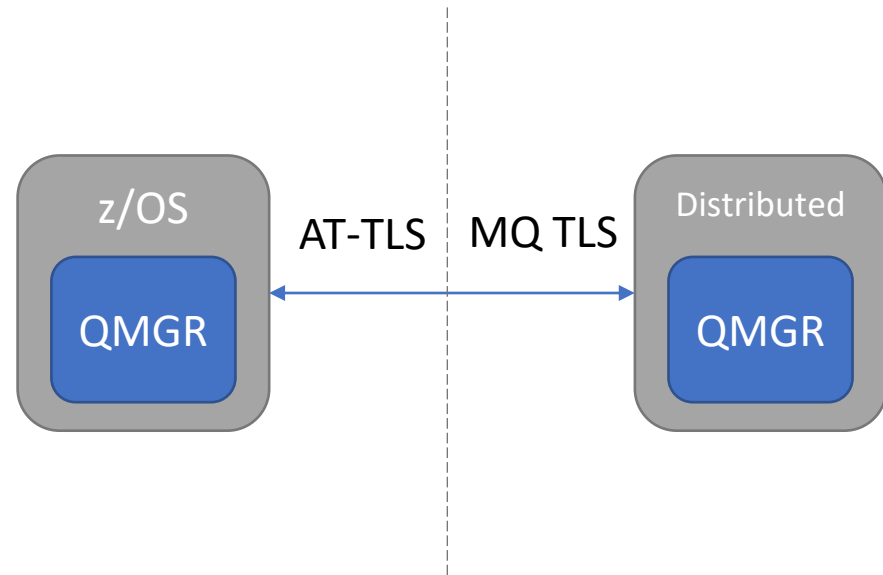 z/OS
QMGR
AT-TLS
MQ TLS
Distributed
QMGR